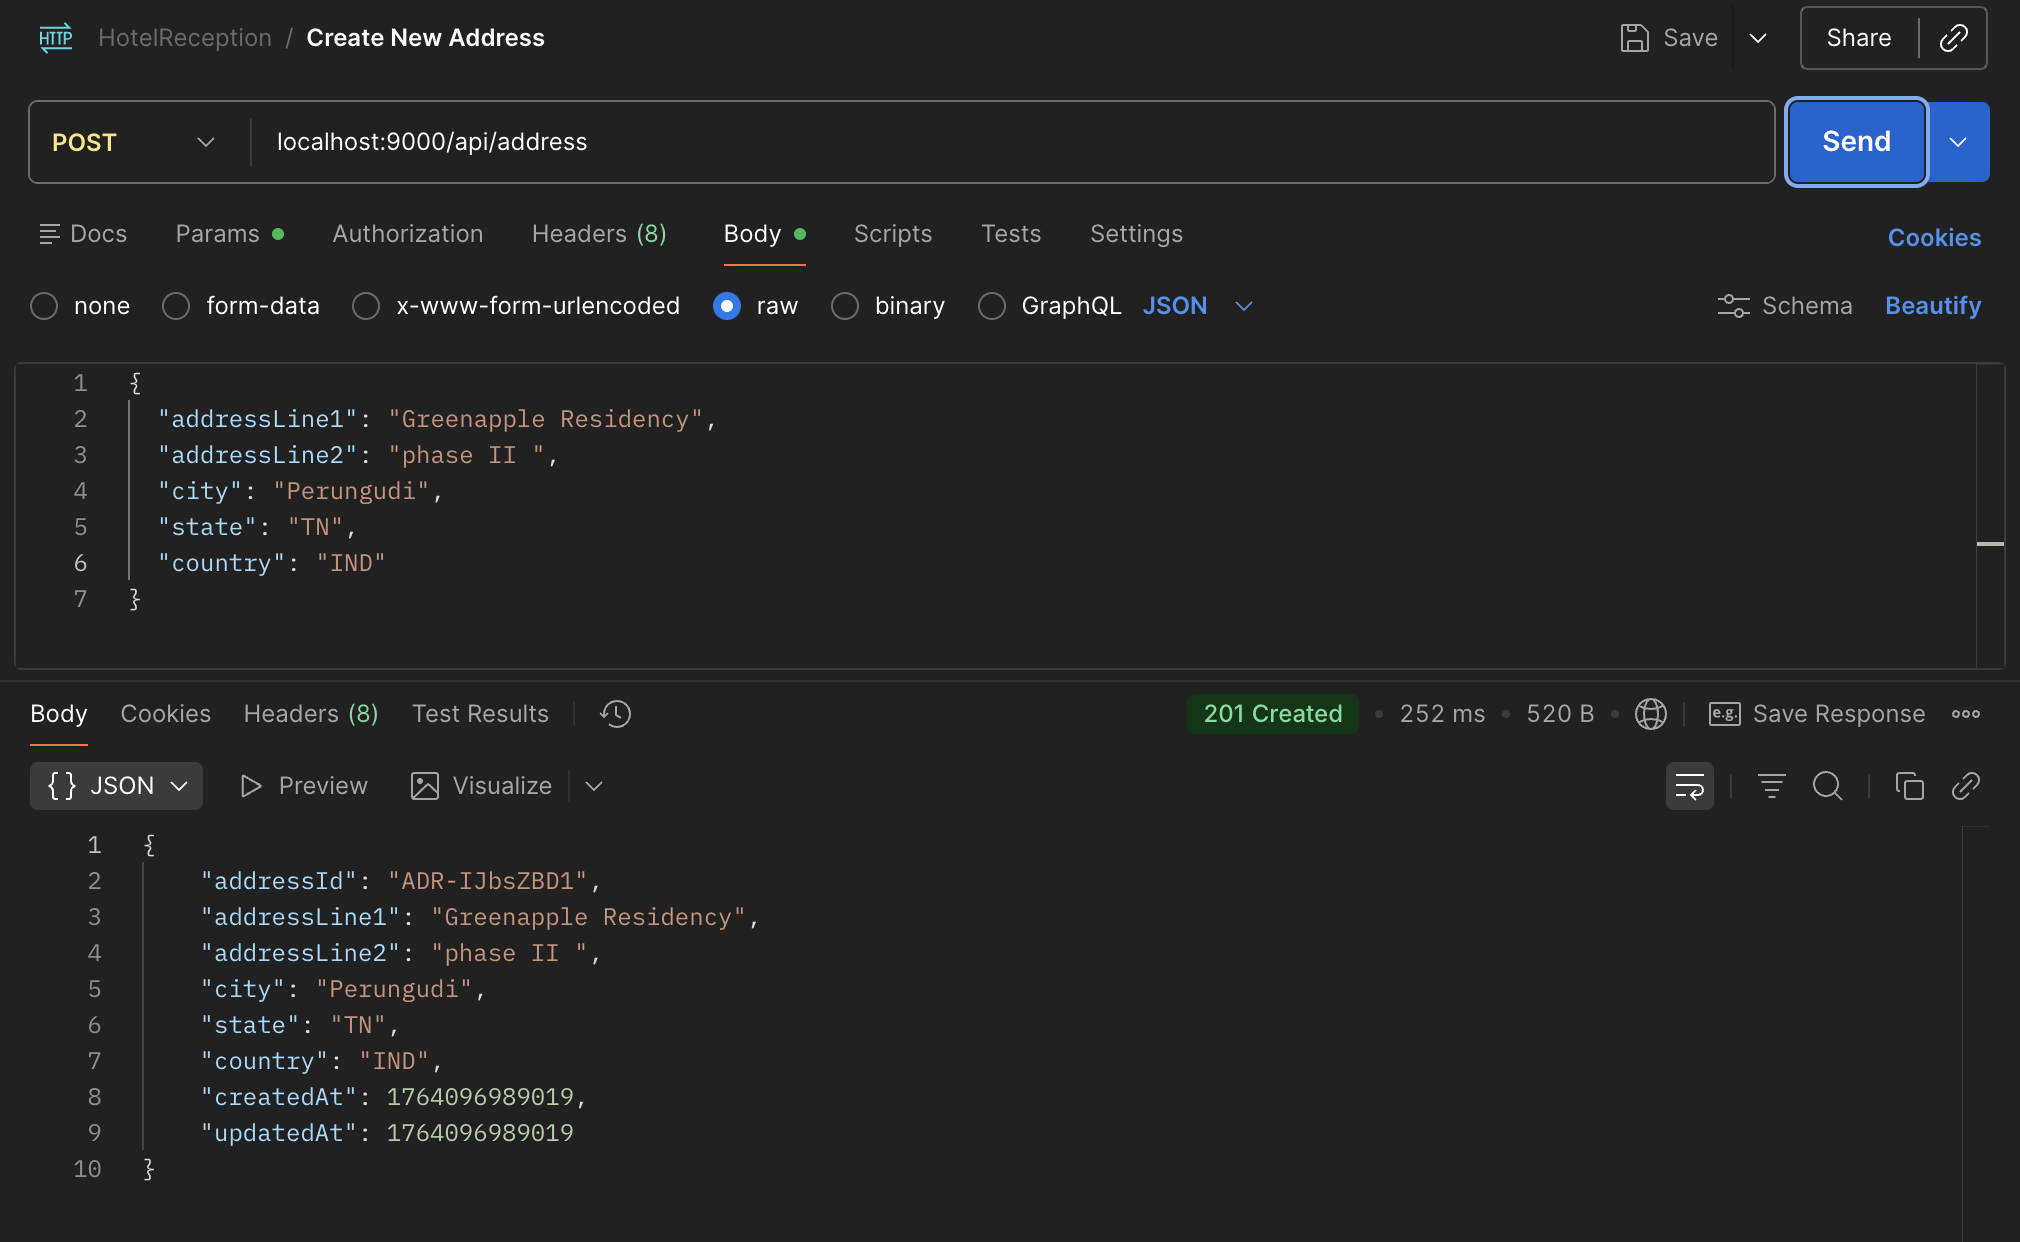 HTTP HotelReception / Create New Address Save Share
POST localhost:9000/api/address Send
Docs Params Authorization Headers (8) Body Scripts Tests Settings Cookies
none form-data x-www-form-urlencoded raw binary GraphQL JSON Schema Beautify
1 {
2 "addressLine1": "Greenapple Residency",
3 "addressLine2": "phase II ",
4 "city": "Perungudi",
5 "state": "TN",
6 "country": "IND"
7 }
Body Cookies Headers (8) Test Results 201 Created • 252 ms • 520 B • e.g. Save Response
{} JSON Preview Visualize
1 {
2 "addressId": "ADR-IJbsZBD1",
3 "addressLine1": "Greenapple Residency",
4 "addressLine2": "phase II ",
5 "city": "Perungudi",
6 "state": "TN",
7 "country": "IND",
8 "createdAt": 1764096989019,
9 "updatedAt": 1764096989019
10 }